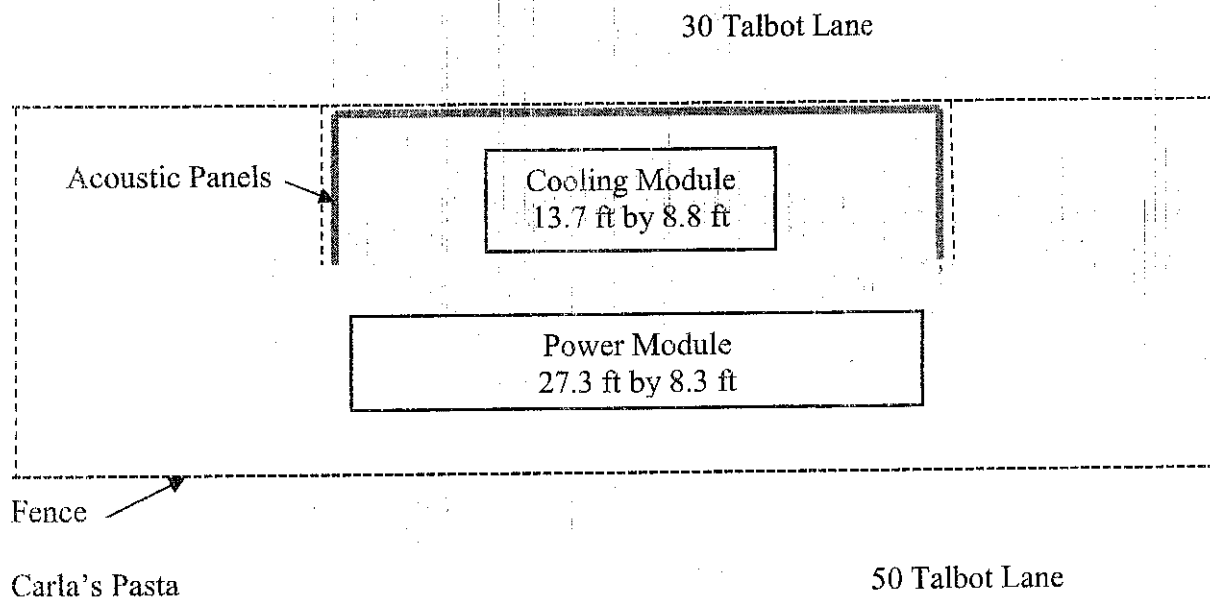 30 Talbot Lane
Acoustic Panels
Cooling Module
13.7 ft by 8.8 ft
Power Module
27.3 ft by 8.3 ft
Fence
Carla's Pasta
50 Talbot Lane